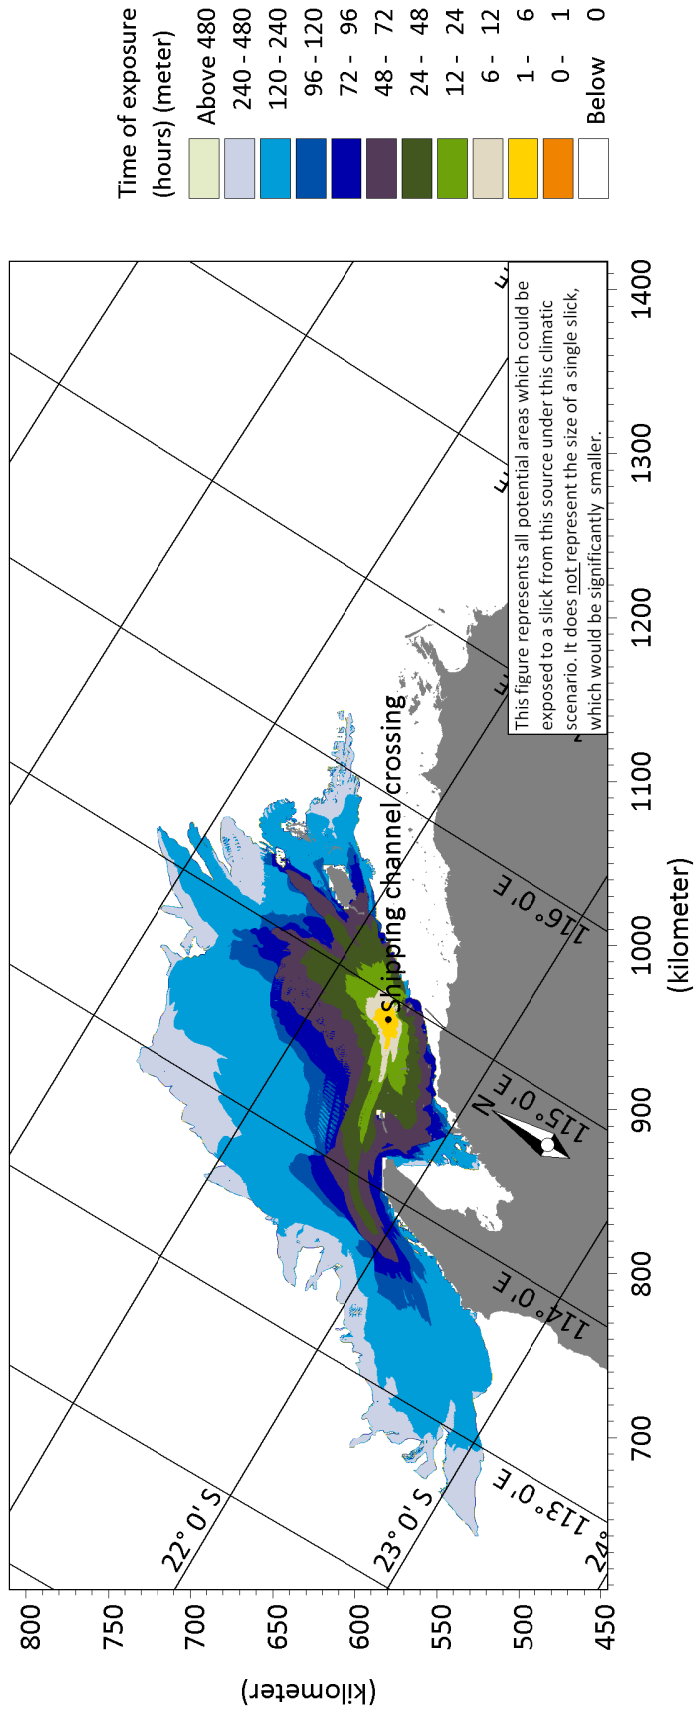 Time of exposure
(hours) (meter)
Above 480
240 - 480
120 - 240
96 - 120
72 - 96
48 - 72
24 - 48
12 - 24
6 - 12
1 - 6
0 - 1
Below 0
800
750
700
650
600
550
500
450
(kilometer)
700
800
900
1000
1100
1200
1300
1400
(kilometer)
22° 0' S
23° 0' S
24°
113° 0' E
114° 0' E
115° 0' E
116° 0' E
N
Shipping channel crossing
This figure represents all potential areas which could be
exposed to a slick from this source under this climatic
scenario. It does not represent the size of a single slick,
which would be significantly smaller.